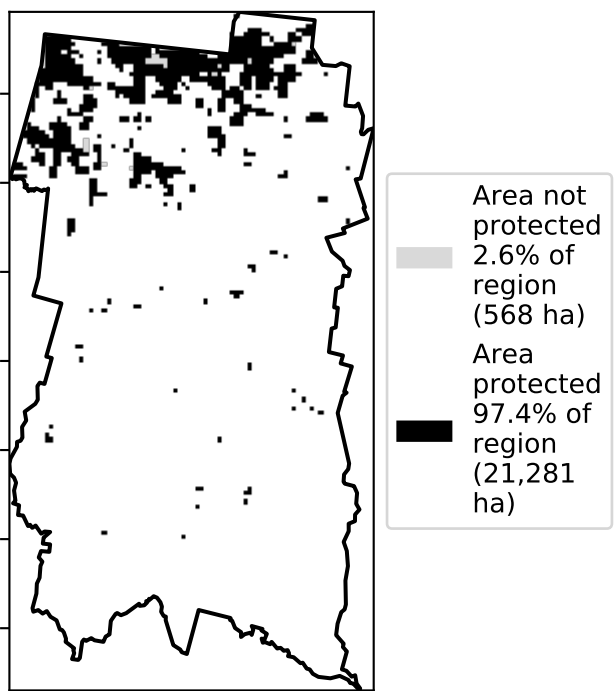 Area not
protected
2.6% of
region
(568 ha)
Area
protected
97.4% of
region
(21,281
ha)